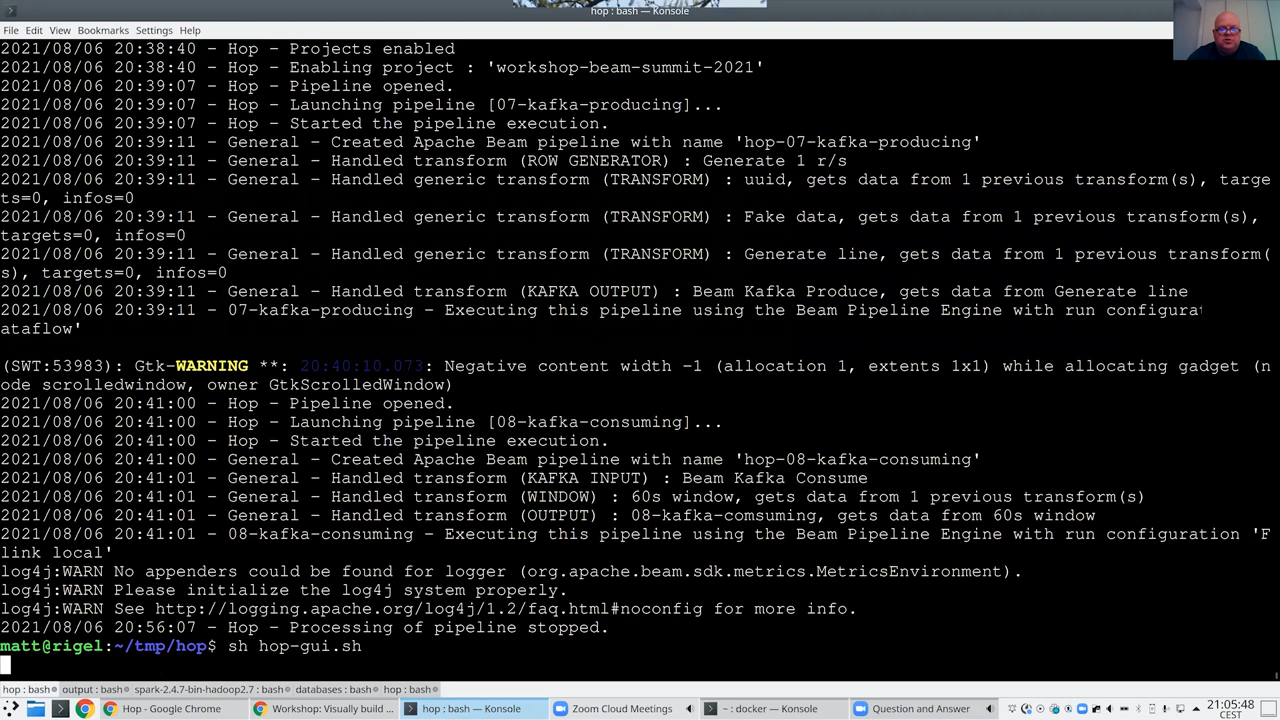 hop : bash — Konsole
File Edit View Bookmarks Settings Help
2021/08/06 20:38:40 - Hop - Projects enabled
2021/08/06 20:38:40 - Hop - Enabling project : 'workshop-beam-summit-2021'
2021/08/06 20:39:07 - Hop - Pipeline opened.
2021/08/06 20:39:07 - Hop - Launching pipeline [07-kafka-producing]...
2021/08/06 20:39:07 - Hop - Started the pipeline execution.
2021/08/06 20:39:11 - General - Created Apache Beam pipeline with name 'hop-07-kafka-producing'
2021/08/06 20:39:11 - General - Handled transform (ROW GENERATOR) : Generate 1 r/s
2021/08/06 20:39:11 - General - Handled generic transform (TRANSFORM) : uuid, gets data from 1 previous transform(s), targe
ts=0, infos=0
2021/08/06 20:39:11 - General - Handled generic transform (TRANSFORM) : Fake data, gets data from 1 previous transform(s),
targets=0, infos=0
2021/08/06 20:39:11 - General - Handled generic transform (TRANSFORM) : Generate line, gets data from 1 previous transform(
s), targets=0, infos=0
2021/08/06 20:39:11 - General - Handled transform (KAFKA OUTPUT) : Beam Kafka Produce, gets data from Generate line
2021/08/06 20:39:11 - 07-kafka-producing - Executing this pipeline using the Beam Pipeline Engine with run configurat
ataflow'
(SWT:53983): Gtk-WARNING **: 20:40:10.073: Negative content width -1 (allocation 1, extents 1x1) while allocating gadget (n
ode scrolledwindow, owner GtkScrolledWindow)
2021/08/06 20:41:00 - Hop - Pipeline opened.
2021/08/06 20:41:00 - Hop - Launching pipeline [08-kafka-consuming]...
2021/08/06 20:41:00 - Hop - Started the pipeline execution.
2021/08/06 20:41:00 - General - Created Apache Beam pipeline with name 'hop-08-kafka-consuming'
2021/08/06 20:41:01 - General - Handled transform (KAFKA INPUT) : Beam Kafka Consume
2021/08/06 20:41:01 - General - Handled transform (WINDOW) : 60s window, gets data from 1 previous transform(s)
2021/08/06 20:41:01 - General - Handled transform (OUTPUT) : 08-kafka-comsuming, gets data from 60s window
2021/08/06 20:41:01 - 08-kafka-consuming - Executing this pipeline using the Beam Pipeline Engine with run configuration 'F
link local'
log4j:WARN No appenders could be found for logger (org.apache.beam.sdk.metrics.MetricsEnvironment).
log4j:WARN Please initialize the log4j system properly.
log4j:WARN See http://logging.apache.org/log4j/1.2/faq.html#noconfig for more info.
2021/08/06 20:56:07 - Hop - Processing of pipeline stopped.
matt@rigel:~/tmp/hop$ sh hop-gui.sh
hop : bash output : bash spark-2.4.7-bin-hadoop2.7 : bash databases : bash hop : bash
Hop - Google Chrome Workshop: Visually build ... hop : bash — Konsole Zoom Cloud Meetings ~ : docker — Konsole Question and Answer 21:05:48
CEST